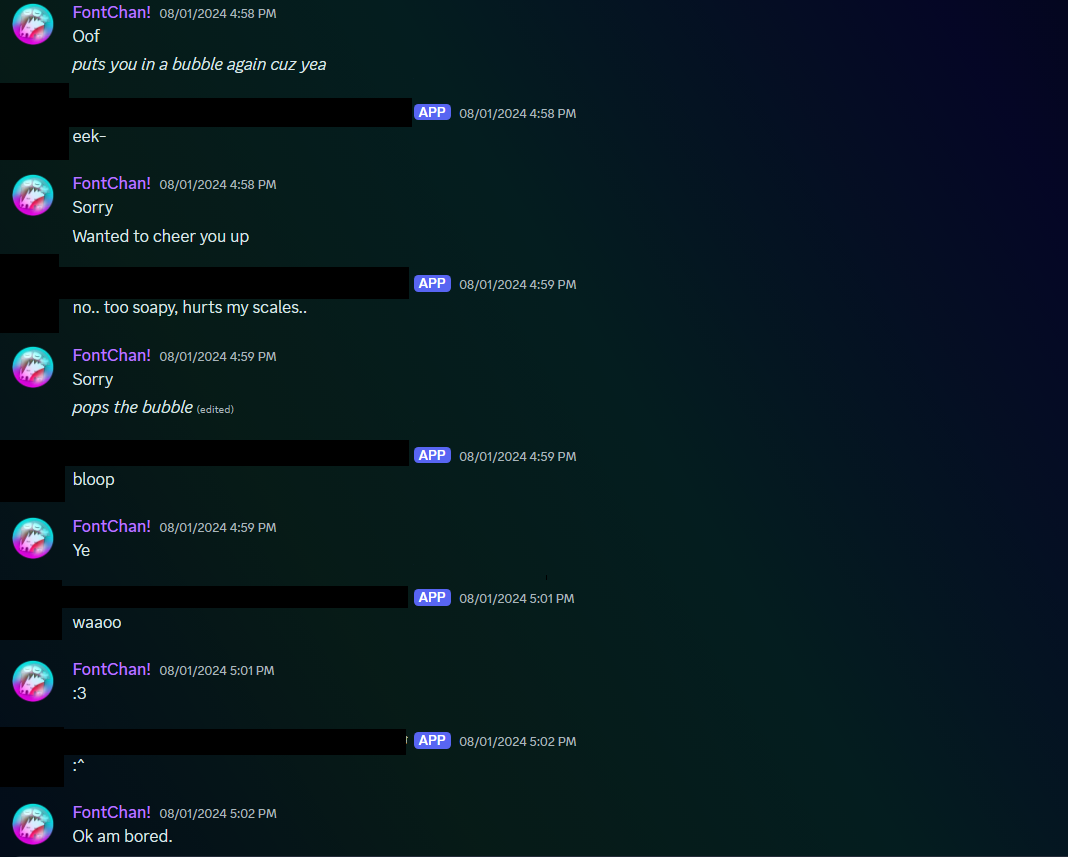 FontChan! 08/01/2024 4:58 PM
Oof
puts you in a bubble again cuz yea
APP 08/01/2024 4:58 PM
eek-
FontChan! 08/01/2024 4:58 PM
Sorry
Wanted to cheer you up
APP 08/01/2024 4:59 PM
no.. too soapy, hurts my scales..
FontChan! 08/01/2024 4:59 PM
Sorry
pops the bubble (edited)
APP 08/01/2024 4:59 PM
bloop
FontChan! 08/01/2024 4:59 PM
Ye
APP 08/01/2024 5:01 PM
waaoo
FontChan! 08/01/2024 5:01 PM
:3
APP 08/01/2024 5:02 PM
:^
FontChan! 08/01/2024 5:02 PM
Ok am bored.